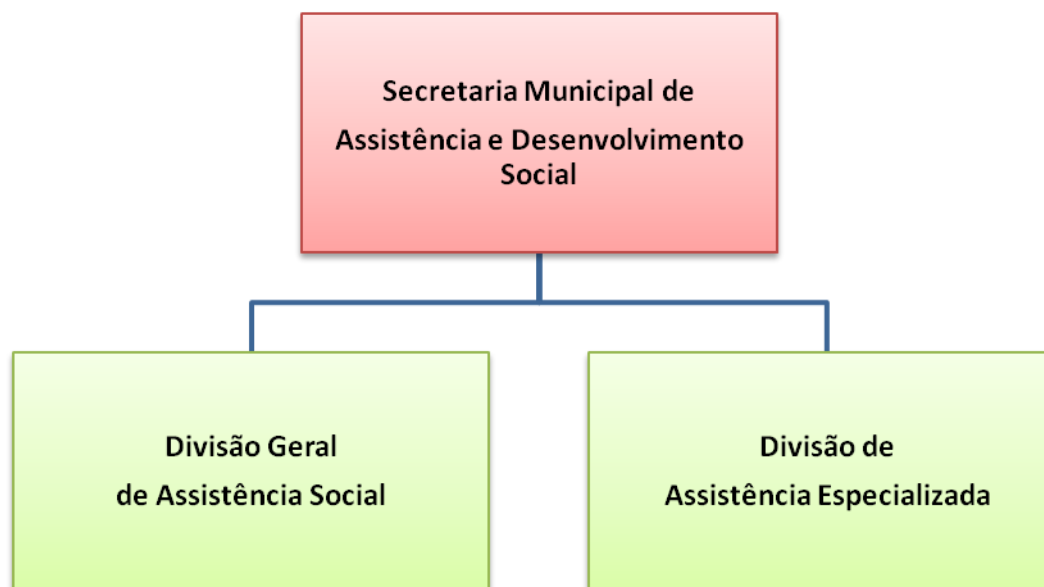 Secretaria Municipal de
Assistência e Desenvolvimento
Social
Divisão Geral
de Assistência Social
Divisão de
Assistência Especializada